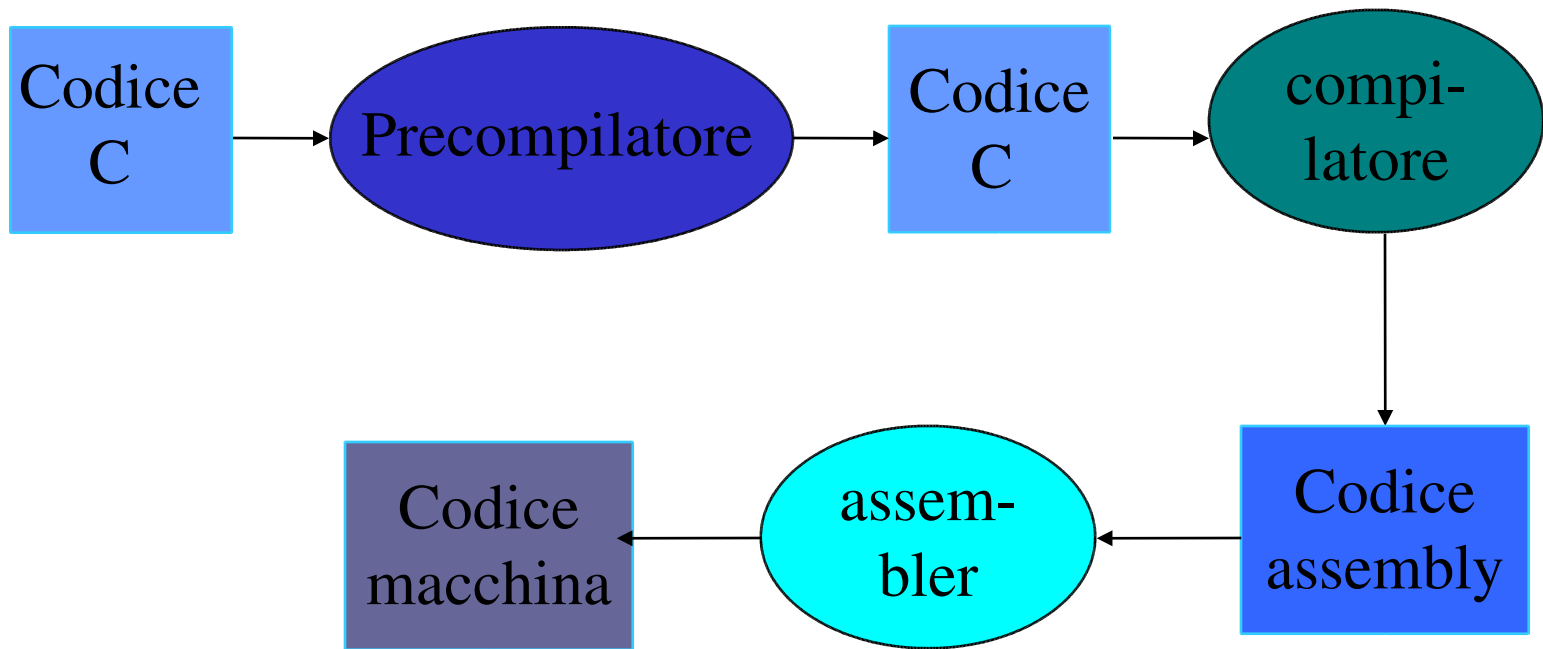 Codice
C
Precompilatore
Codice
C
compi-
latore
Codice
assembly
assem-
bler
Codice
macchina